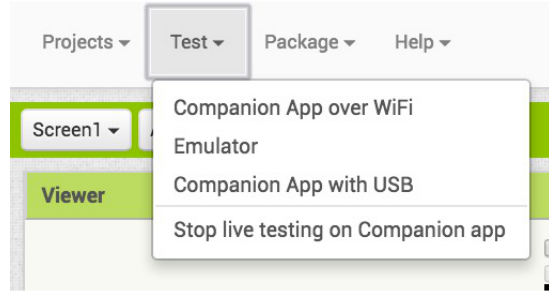 Projects Test Package Help
Companion App over WiFi
Screen1
Emulator
Companion App with USB
Viewer
Stop live testing on Companion app